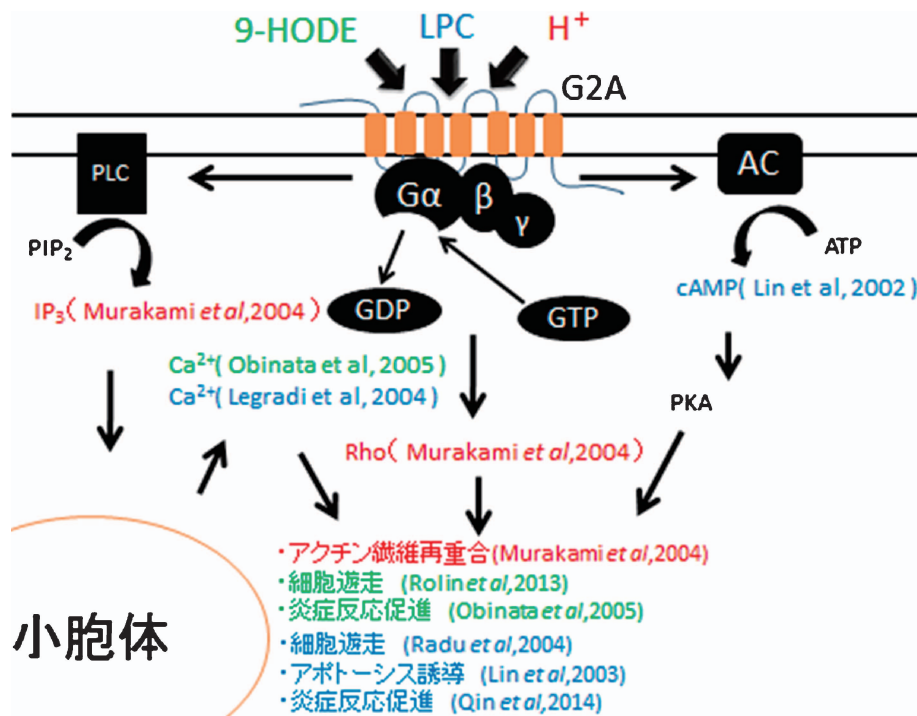 9-HODE LPC H⁺
G2A
PLC Gα β γ AC
PIP₂ ATP
IP₃( Murakami et al,2004) GDP GTP cAMP( Lin et al, 2002)
Ca²⁺( Obinata et al, 2005)
Ca²⁺( Legradi et al, 2004 )
PKA
Rho( Murakami et al,2004)
・アクチン繊維再重合(Murakami et al,2004)
・細胞遊走 (Rolin et al,2013)
・炎症反応促進 (Obinata et al,2005)
小胞体
・細胞遊走 (Radu et al,2004)
・アポトーシス誘導 (Lin et al,2003)
・炎症反応促進 (Qin et al,2014)